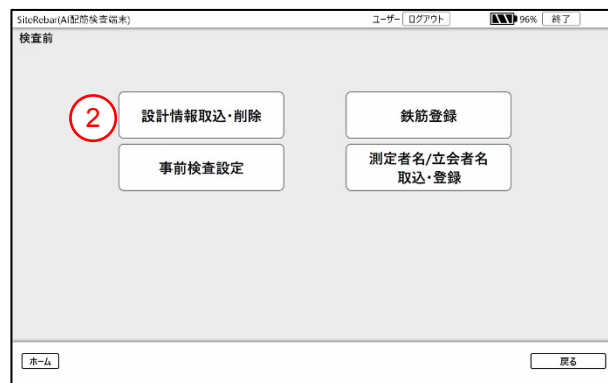 SiteRebar(AI配筋検査端末) ユーザー ログアウト 96% 終了
検査前
② 設計情報取込・削除 鉄筋登録
事前検査設定 測定者名/立会者名
取込・登録
ホーム 戻る